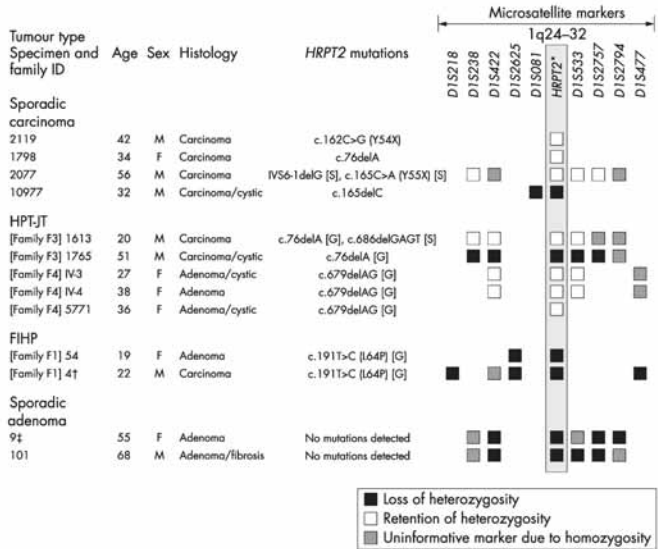 Microsatellite markers
1q24–32
Tumour type
Specimen and
family ID
Age Sex Histology HRPT2 mutations
D1S218 D1S238 D1S422 D1S2625 D1S081 HRPT2* D1S533 D1S2757 D1S2794 D1S477
Sporadic
carcinoma
2119 42 M Carcinoma c.162C>G (Y54X)
1798 34 F Carcinoma c.76delA
2077 56 M Carcinoma IVS6-1delG [S], c.165C>A (Y55X) [S]
10977 32 M Carcinoma/cystic c.165delC
HPT-JT
[Family F3] 1613 20 M Carcinoma c.76delA [G], c.686delGAGT [S]
[Family F3] 1765 51 M Carcinoma/cystic c.76delA [G]
[Family F4] IV-3 27 F Adenoma/cystic c.679delAG [G]
[Family F4] IV-4 38 F Adenoma c.679delAG [G]
[Family F4] 5771 36 F Adenoma/cystic c.679delAG [G]
FIHP
[Family F1] 54 19 F Adenoma c.191T>C (L64P) [G]
[Family F1] 4† 22 M Carcinoma c.191T>C (L64P) [G]
Sporadic
adenoma
9‡ 55 F Adenoma No mutations detected
101 68 M Adenoma/fibrosis No mutations detected
Loss of heterozygosity
Retention of heterozygosity
Uninformative marker due to homozygosity